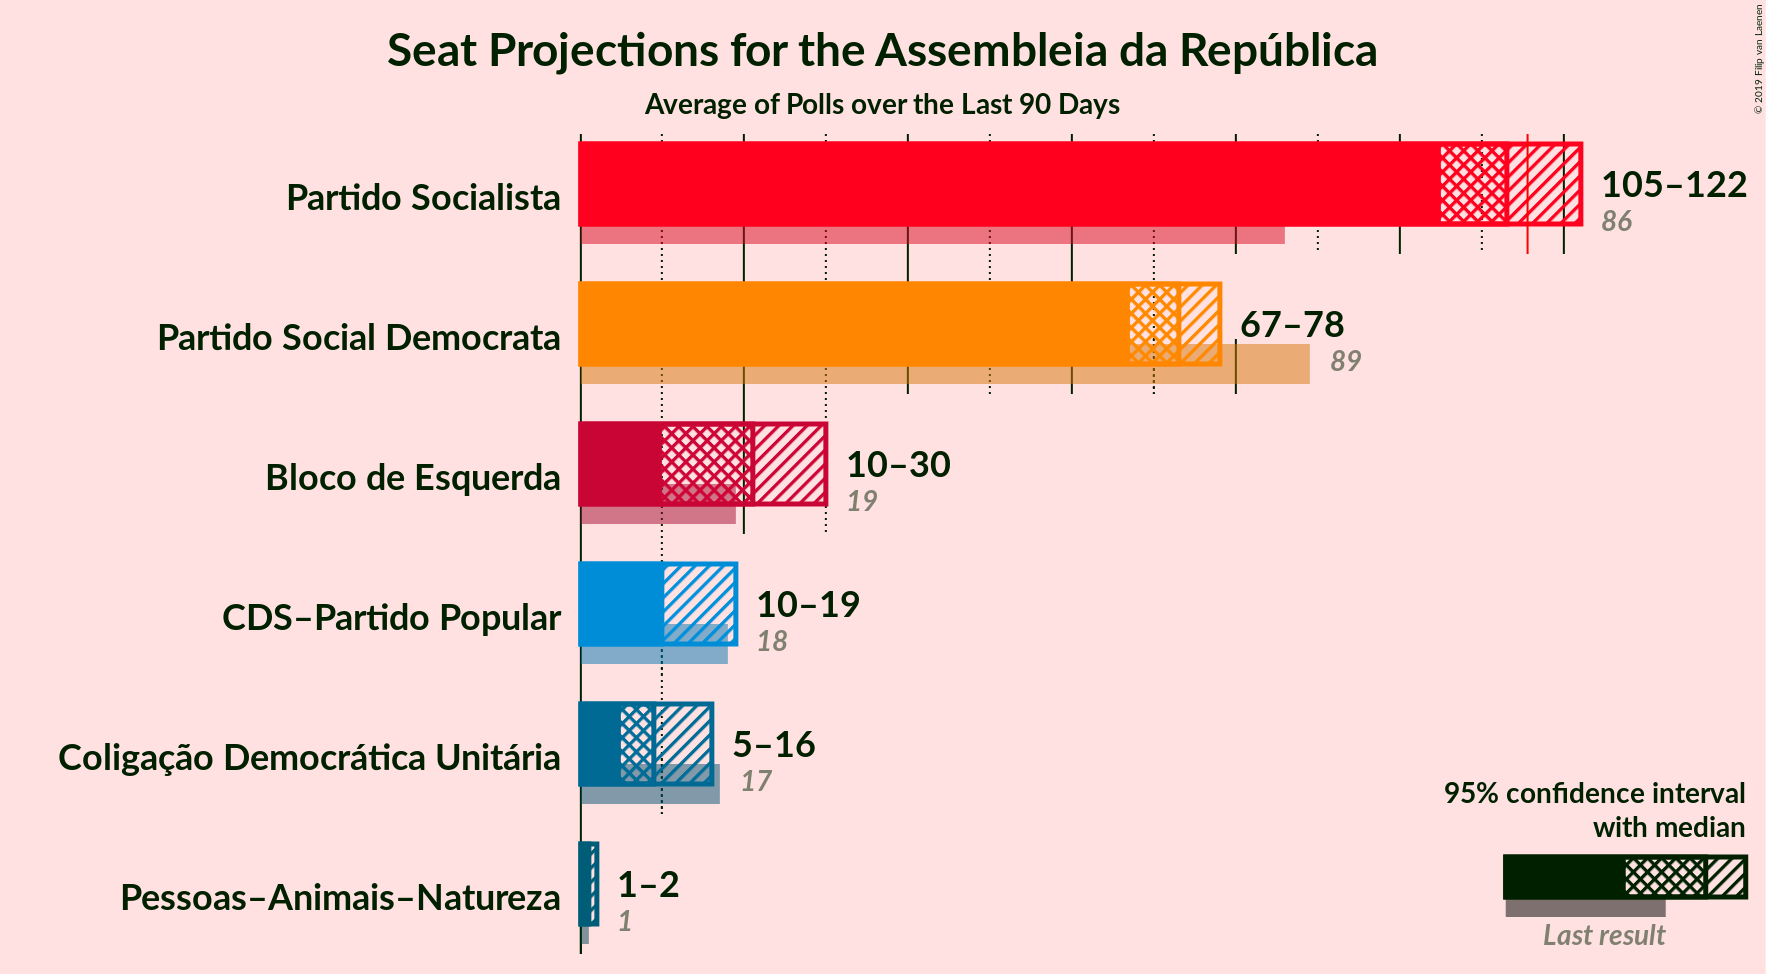 Seat Projections for the Assembleia da República
Average of Polls over the Last 90 Days
© 2019 Filip van Laenen
Partido Socialista
105–122
86
Partido Social Democrata
67–78
89
Bloco de Esquerda
10–30
19
CDS–Partido Popular
10–19
18
Coligação Democrática Unitária
5–16
17
Pessoas–Animais–Natureza
1–2
1
95% confidence interval
with median
Last result